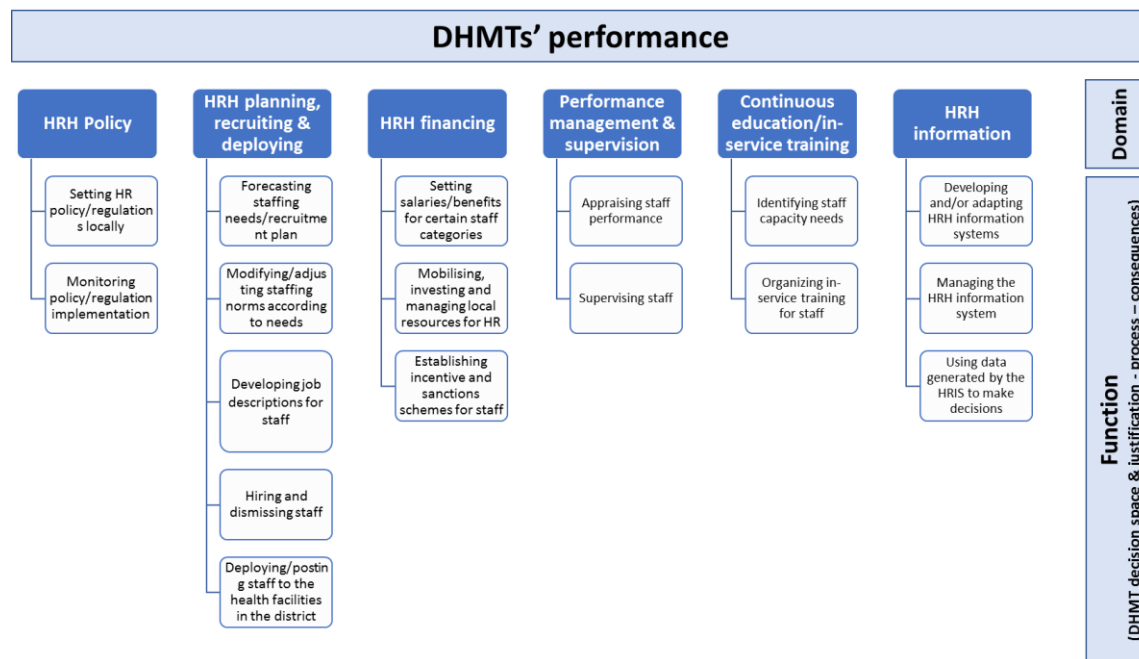 DHMTs' performance
HRH Policy
Setting HR
policy/regulation
s locally
Monitoring
policy/regulation
implementation
HRH planning,
recruiting &
deploying
Forecasting
staffing
needs/recruitme
nt plan
Modifying/adjus
ting staffing
norms according
to needs
Developing job
descriptions for
staff
Hiring and
dismissing staff
Deploying/postin
g staff to the
health facilities
in the district
HRH financing
Setting
salaries/benefits
for certain staff
categories
Mobilising,
investing and
managing local
resources for HR
Establishing
incentive and
sanctions
schemes for staff
Performance
management &
supervision
Appraising staff
performance
Supervising staff
Continuous
education/in-
service training
Identifying staff
capacity needs
Organizing in-
service training
for staff
HRH
information
Developing
and/or adapting
HRH information
systems
Managing the
HRH information
system
Using data
generated by the
HRIS to make
decisions
Domain
Function
(DHMT decision space & justification - process – consequences)